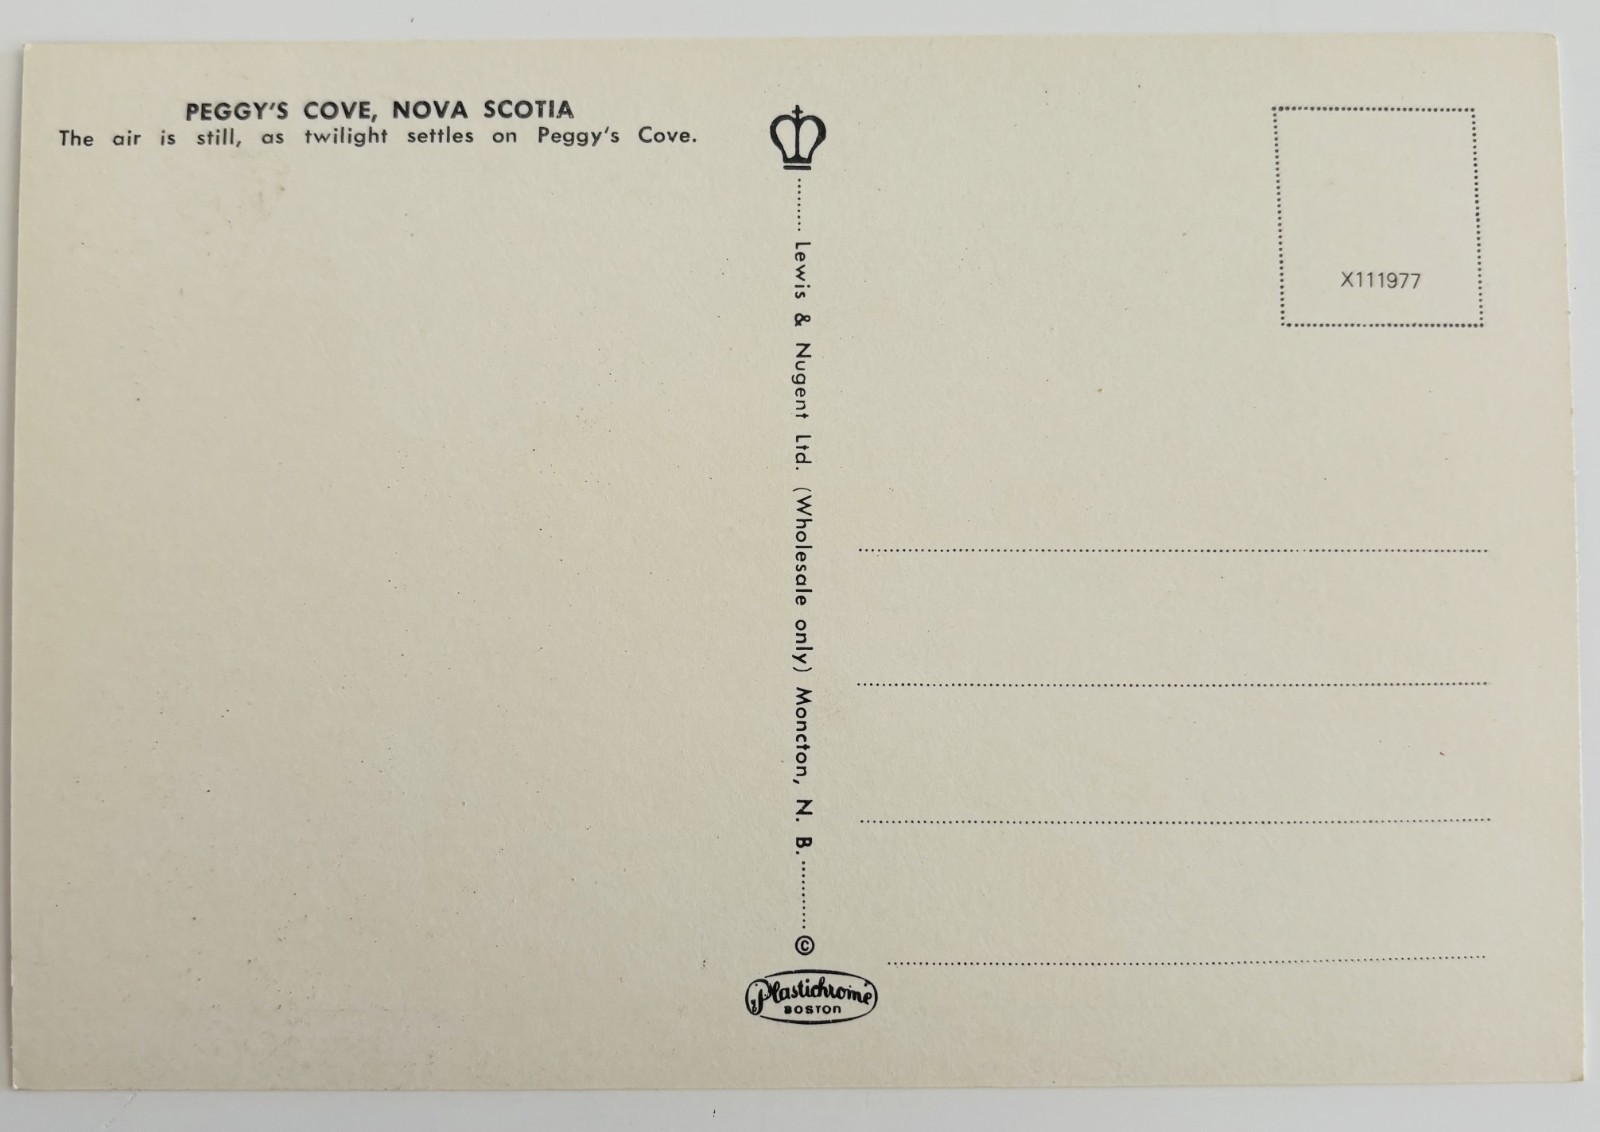 PEGGY'S COVE, NOVA SCOTIA
The air is still, as twilight settles on Peggy's Cove.
Lewis & Nugent Ltd. (Wholesale only) Moncton, N. B.
©
Plastichrome
BOSTON
X111977